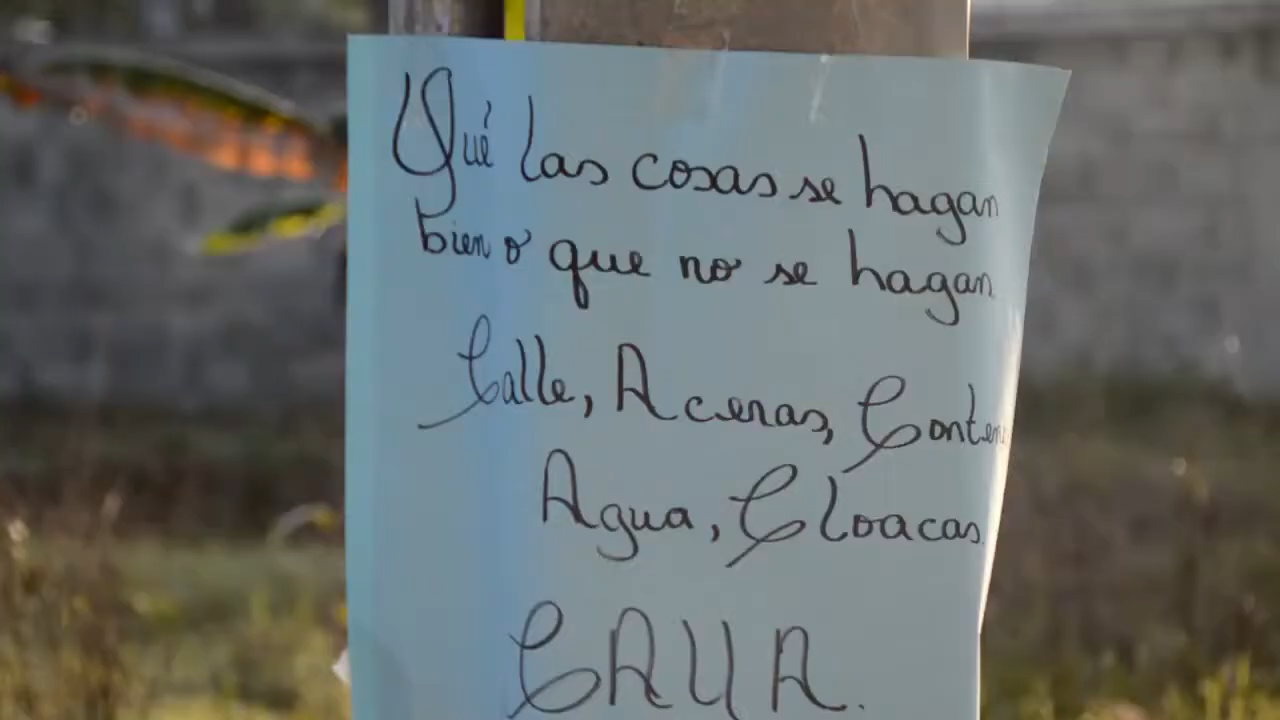 Qué las cosas se hagan
bien o que no se hagan
Calle, Aceras, Conten
Agua, Cloacas.
CAUA.